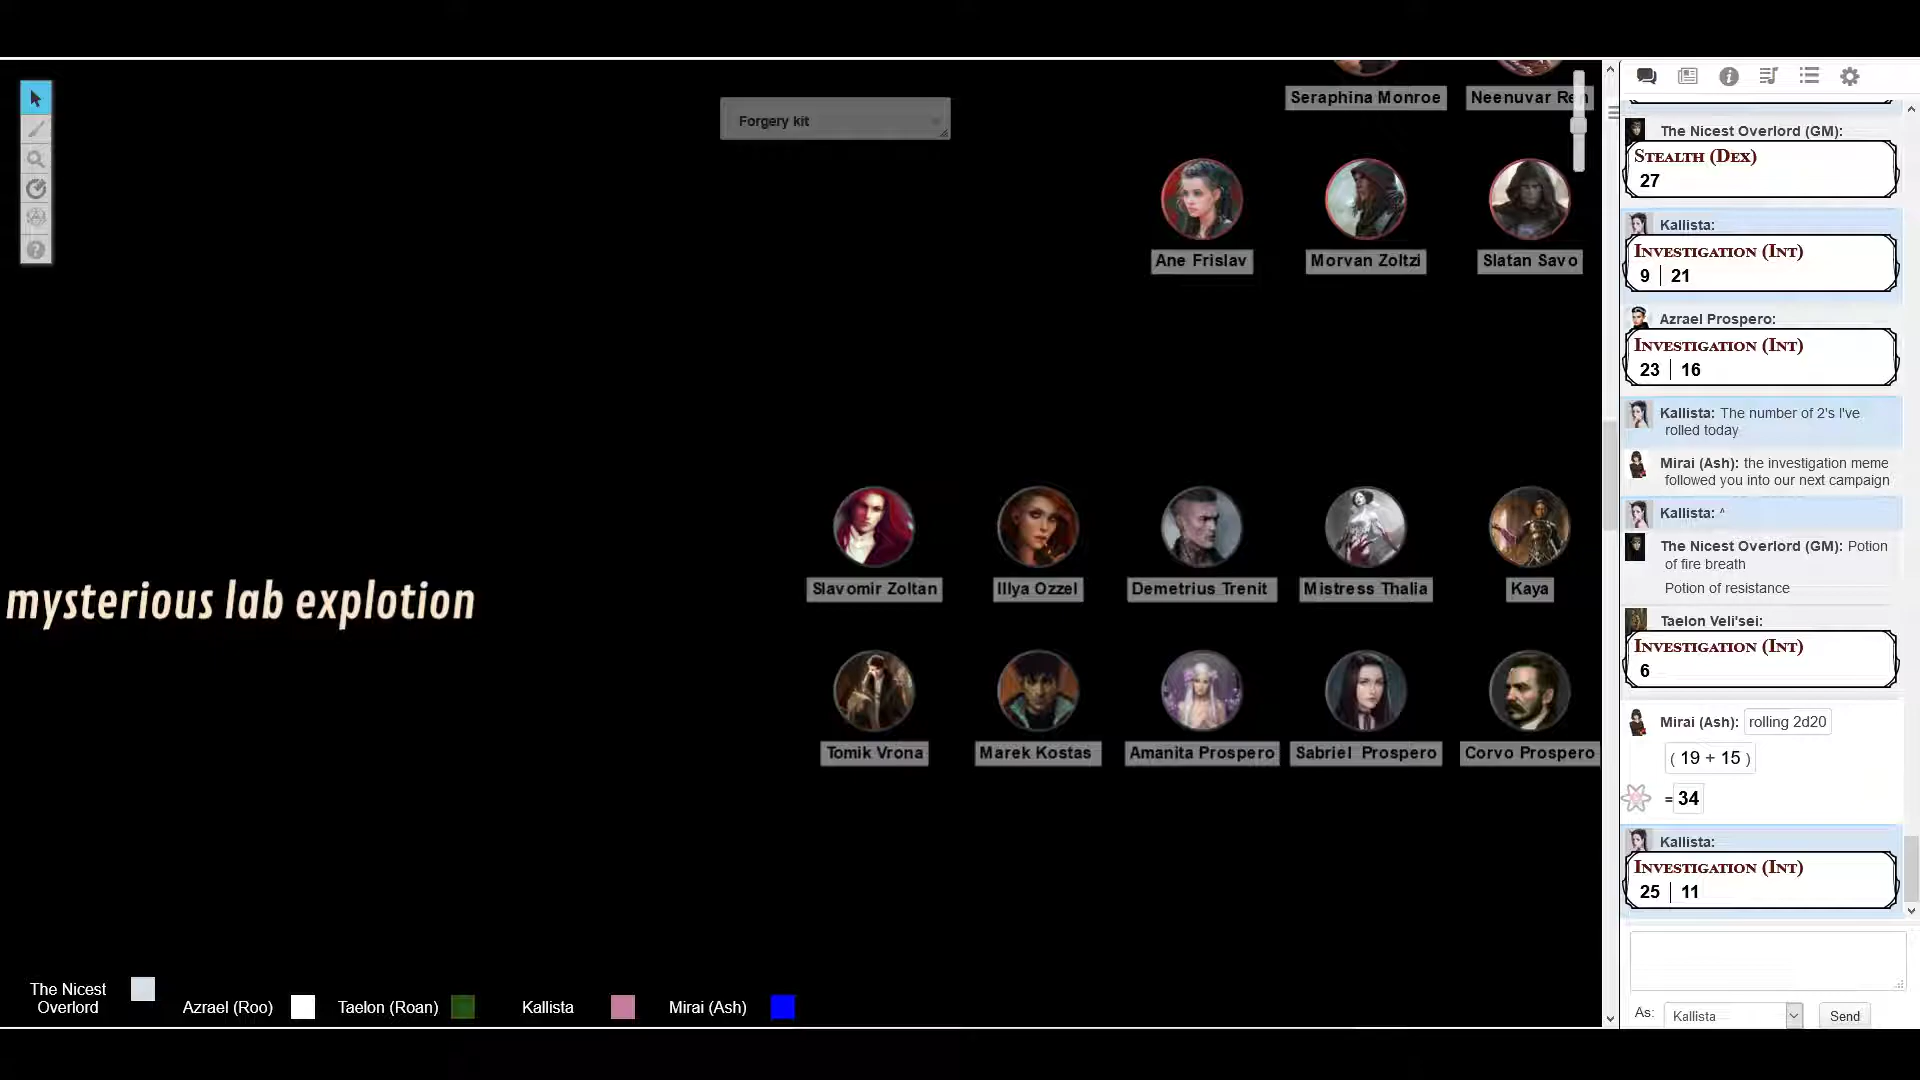 Seraphina Monroe
Neenuvar Ren
Forgery kit
Ane Frislav
Morvan Zoltzi
Slatan Savo
mysterious lab explotion
Slavomir Zoltan
Illya Ozzel
Demetrius Trenit
Mistress Thalia
Kaya
Tomik Vrona
Marek Kostas
Amanita Prospero
Sabriel Prospero
Corvo Prospero
The Nicest
Overlord
Azrael (Roo)
Taelon (Roan)
Kallista
Mirai (Ash)
The Nicest Overlord (GM):
Stealth (Dex)
27
Kallista:
Investigation (Int)
9 | 21
Azrael Prospero:
Investigation (Int)
23 | 16
Kallista: The number of 2's I've
rolled today
Mirai (Ash): the investigation meme
followed you into our next campaign
Kallista: ^
The Nicest Overlord (GM): Potion
of fire breath
Potion of resistance
Taelon Veli'sei:
Investigation (Int)
6
Mirai (Ash): rolling 2d20
( 19 + 15 )
= 34
Kallista:
Investigation (Int)
25 | 11
As: Kallista
Send